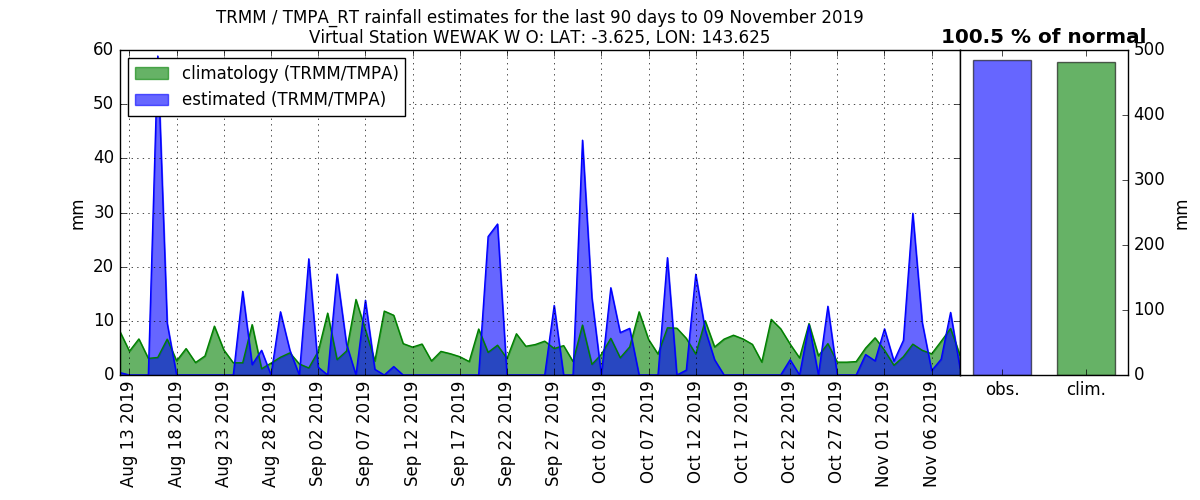 TRMM / TMPA_RT rainfall estimates for the last 90 days to 09 November 2019
Virtual Station WEWAK W O: LAT: -3.625, LON: 143.625
100.5 % of normal
climatology (TRMM/TMPA)
estimated (TRMM/TMPA)
60
50
40
30
20
10
0
mm
500
400
300
200
100
0
mm
Aug 13 2019
Aug 18 2019
Aug 23 2019
Aug 28 2019
Sep 02 2019
Sep 07 2019
Sep 12 2019
Sep 17 2019
Sep 22 2019
Sep 27 2019
Oct 02 2019
Oct 07 2019
Oct 12 2019
Oct 17 2019
Oct 22 2019
Oct 27 2019
Nov 01 2019
Nov 06 2019
obs.
clim.